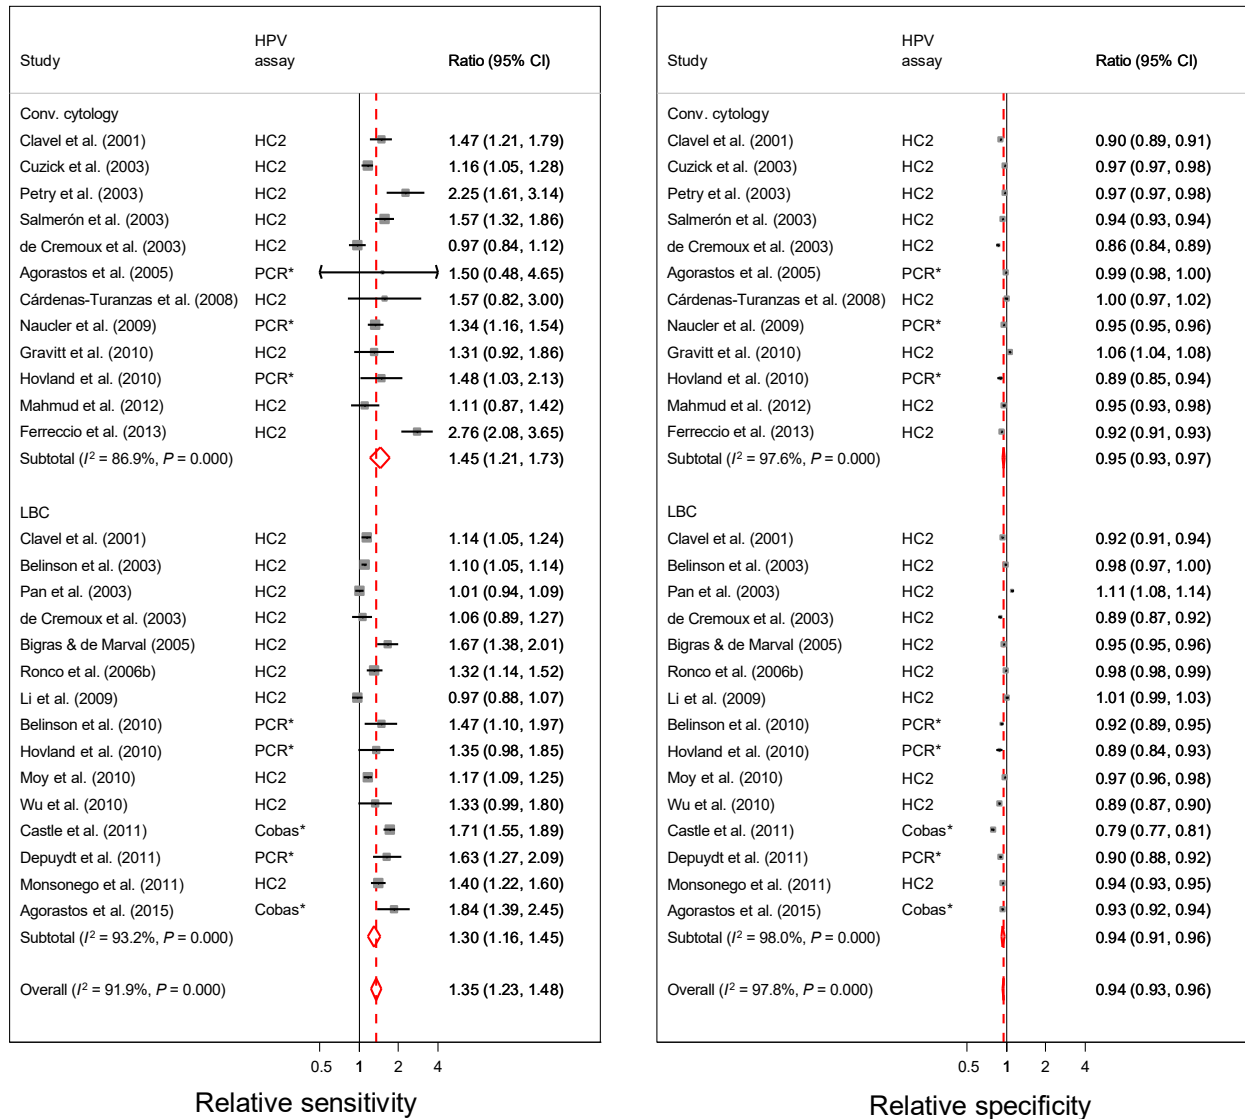 Study HPV assay Ratio (95% CI)
Conv. cytology
Clavel et al. (2001) HC2 1.47 (1.21, 1.79)
Cuzick et al. (2003) HC2 1.16 (1.05, 1.28)
Petry et al. (2003) HC2 2.25 (1.61, 3.14)
Salmerón et al. (2003) HC2 1.57 (1.32, 1.86)
de Cremoux et al. (2003) HC2 0.97 (0.84, 1.12)
Agorastos et al. (2005) PCR* 1.50 (0.48, 4.65)
Cárdenas-Turanzas et al. (2008) HC2 1.57 (0.82, 3.00)
Naucler et al. (2009) PCR* 1.34 (1.16, 1.54)
Gravitt et al. (2010) HC2 1.31 (0.92, 1.86)
Hovland et al. (2010) PCR* 1.48 (1.03, 2.13)
Mahmud et al. (2012) HC2 1.11 (0.87, 1.42)
Ferreccio et al. (2013) HC2 2.76 (2.08, 3.65)
Subtotal (I² = 86.9%, P = 0.000) 1.45 (1.21, 1.73)
LBC
Clavel et al. (2001) HC2 1.14 (1.05, 1.24)
Belinson et al. (2003) HC2 1.10 (1.05, 1.14)
Pan et al. (2003) HC2 1.01 (0.94, 1.09)
de Cremoux et al. (2003) HC2 1.06 (0.89, 1.27)
Bigras & de Marval (2005) HC2 1.67 (1.38, 2.01)
Ronco et al. (2006b) HC2 1.32 (1.14, 1.52)
Li et al. (2009) HC2 0.97 (0.88, 1.07)
Belinson et al. (2010) PCR* 1.47 (1.10, 1.97)
Hovland et al. (2010) PCR* 1.35 (0.98, 1.85)
Moy et al. (2010) HC2 1.17 (1.09, 1.25)
Wu et al. (2010) HC2 1.33 (0.99, 1.80)
Castle et al. (2011) Cobas* 1.71 (1.55, 1.89)
Depuydt et al. (2011) PCR* 1.63 (1.27, 2.09)
Monsonego et al. (2011) HC2 1.40 (1.22, 1.60)
Agorastos et al. (2015) Cobas* 1.84 (1.39, 2.45)
Subtotal (I² = 93.2%, P = 0.000) 1.30 (1.16, 1.45)
Overall (I² = 91.9%, P = 0.000) 1.35 (1.23, 1.48)
0.5 1 2 4
Relative sensitivity
Study HPV assay Ratio (95% CI)
Conv. cytology
Clavel et al. (2001) HC2 0.90 (0.89, 0.91)
Cuzick et al. (2003) HC2 0.97 (0.97, 0.98)
Petry et al. (2003) HC2 0.97 (0.97, 0.98)
Salmerón et al. (2003) HC2 0.94 (0.93, 0.94)
de Cremoux et al. (2003) HC2 0.86 (0.84, 0.89)
Agorastos et al. (2005) PCR* 0.99 (0.98, 1.00)
Cárdenas-Turanzas et al. (2008) HC2 1.00 (0.97, 1.02)
Naucler et al. (2009) PCR* 0.95 (0.95, 0.96)
Gravitt et al. (2010) HC2 1.06 (1.04, 1.08)
Hovland et al. (2010) PCR* 0.89 (0.85, 0.94)
Mahmud et al. (2012) HC2 0.95 (0.93, 0.98)
Ferreccio et al. (2013) HC2 0.92 (0.91, 0.93)
Subtotal (I² = 97.6%, P = 0.000) 0.95 (0.93, 0.97)
LBC
Clavel et al. (2001) HC2 0.92 (0.91, 0.94)
Belinson et al. (2003) HC2 0.98 (0.97, 1.00)
Pan et al. (2003) HC2 1.11 (1.08, 1.14)
de Cremoux et al. (2003) HC2 0.89 (0.87, 0.92)
Bigras & de Marval (2005) HC2 0.95 (0.95, 0.96)
Ronco et al. (2006b) HC2 0.98 (0.98, 0.99)
Li et al. (2009) HC2 1.01 (0.99, 1.03)
Belinson et al. (2010) PCR* 0.92 (0.89, 0.95)
Hovland et al. (2010) PCR* 0.89 (0.84, 0.93)
Moy et al. (2010) HC2 0.97 (0.96, 0.98)
Wu et al. (2010) HC2 0.89 (0.87, 0.90)
Castle et al. (2011) Cobas* 0.79 (0.77, 0.81)
Depuydt et al. (2011) PCR* 0.90 (0.88, 0.92)
Monsonego et al. (2011) HC2 0.94 (0.93, 0.95)
Agorastos et al. (2015) Cobas* 0.93 (0.92, 0.94)
Subtotal (I² = 98.0%, P = 0.000) 0.94 (0.91, 0.96)
Overall (I² = 97.8%, P = 0.000) 0.94 (0.93, 0.96)
0.5 1 2 4
Relative specificity